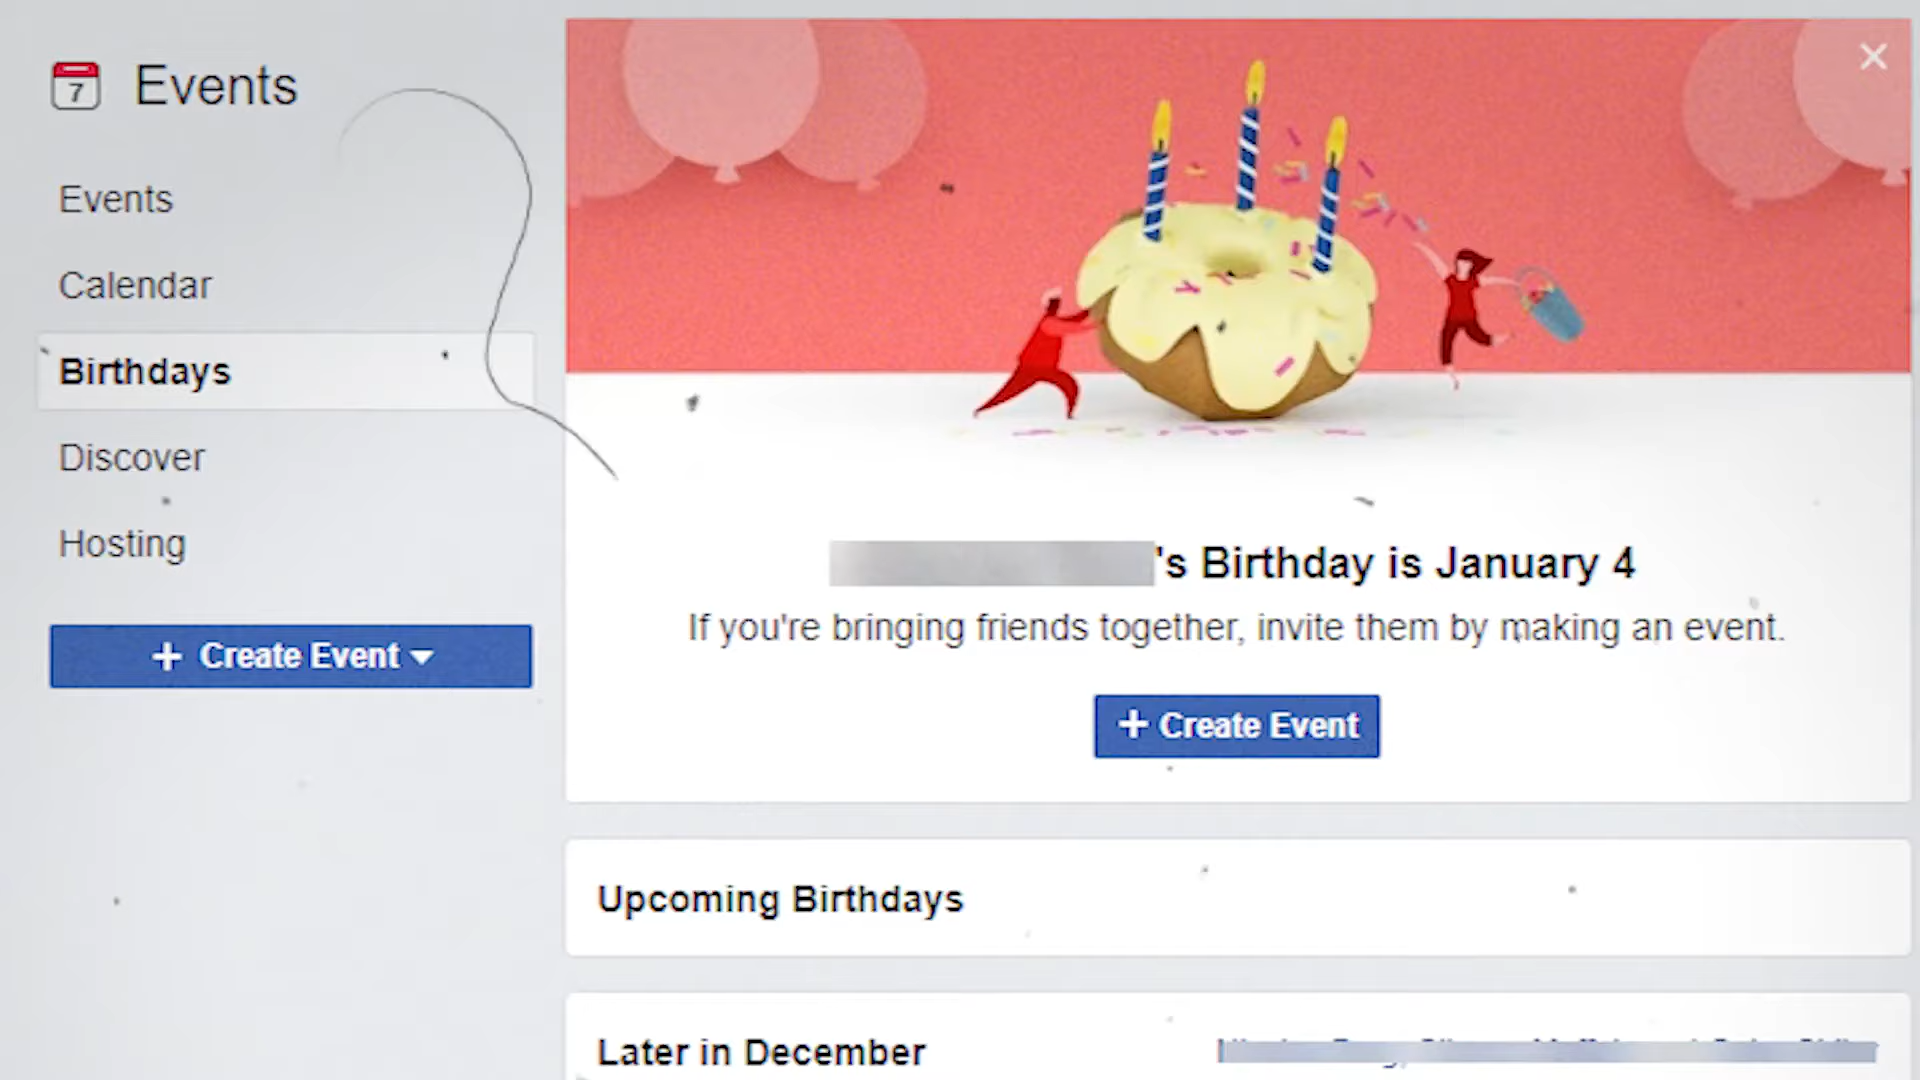 7
Events
Events
Calendar
Birthdays
Discover
Hosting
+ Create Event
's Birthday is January 4
If you're bringing friends together, invite them by making an event.
+ Create Event
Upcoming Birthdays
Later in December